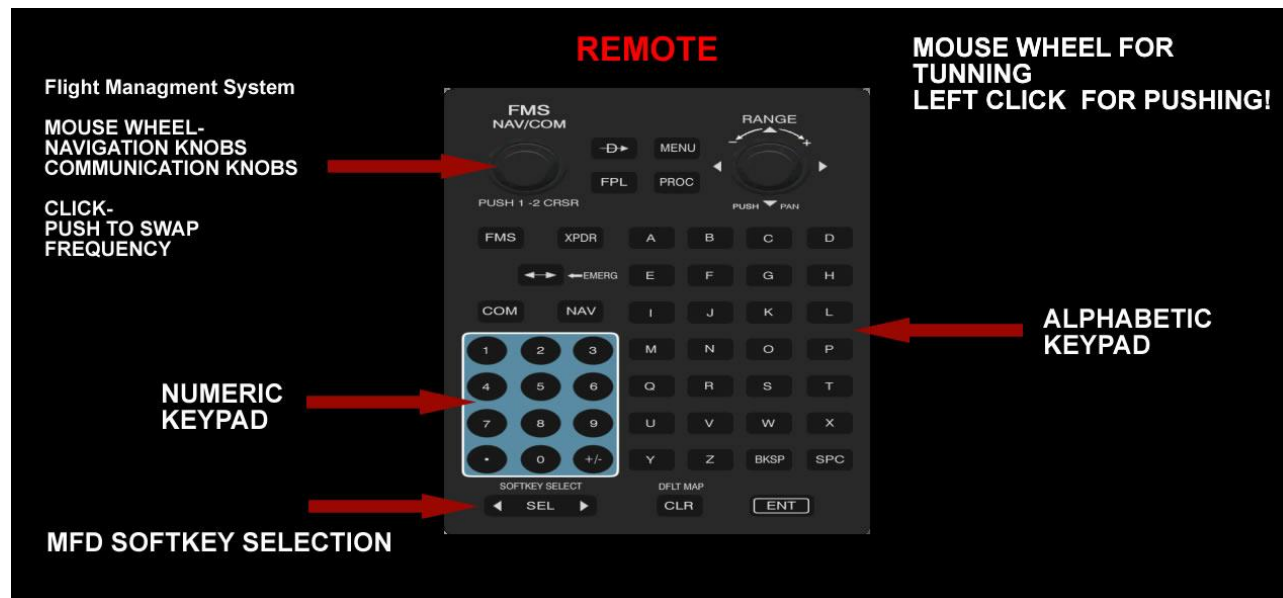 REMOTE
MOUSE WHEEL FOR
TUNNING
LEFT CLICK FOR PUSHING!
Flight Managment System
MOUSE WHEEL-
NAVIGATION KNOBS
COMMUNICATION KNOBS
CLICK-
PUSH TO SWAP
FREQUENCY
FMS
NAV/COM
PUSH 1 -2 CRSR
D
MENU
FPL
PROC
RANGE
- +
PUSH PAN
FMS XPDR A B C D
EMERG E F G H
COM NAV I J K L
1 2 3 M N O P
4 5 6 Q R S T
7 8 9 U V W X
• 0 +/- Y Z BKSP SPC
SOFTKEY SELECT DFLT MAP
SEL CLR ENT
ALPHABETIC
KEYPAD
NUMERIC
KEYPAD
MFD SOFTKEY SELECTION